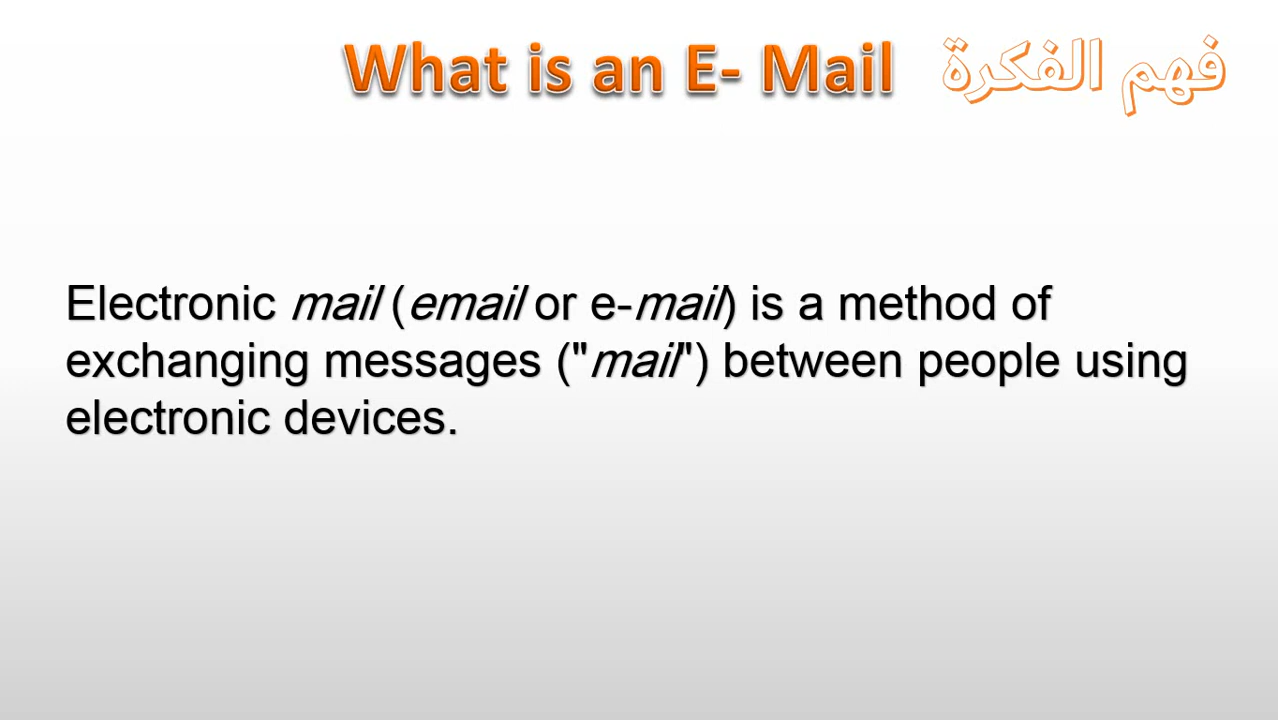 What is an E- Mail
فهم الفكرة
Electronic mail (email or e-mail) is a method of
exchanging messages ("mail") between people using
electronic devices.